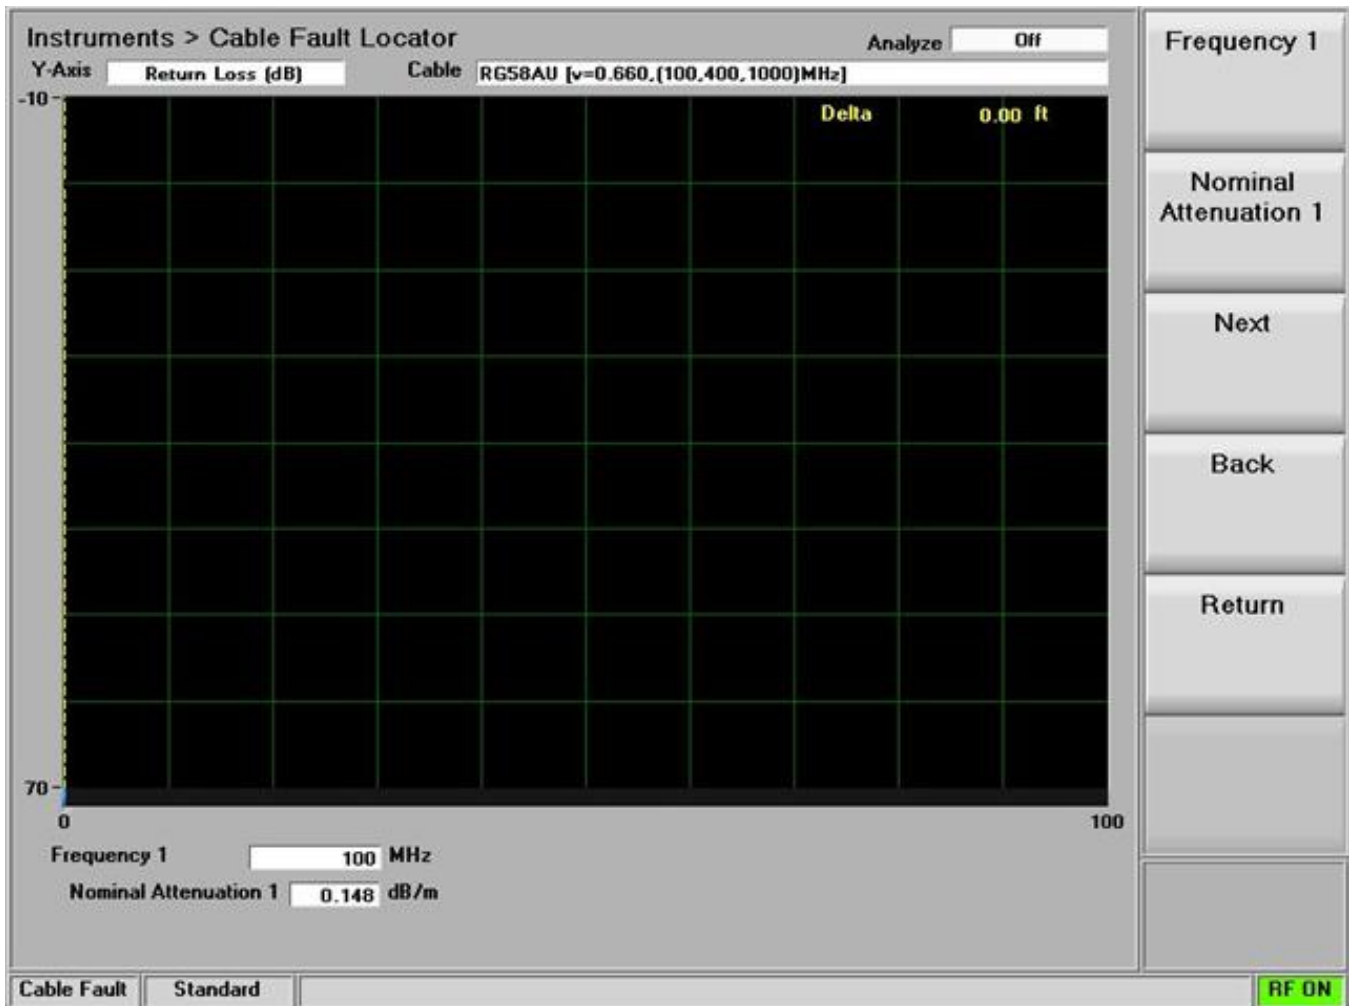 Instruments > Cable Fault Locator
Analyze Off
Y-Axis Return Loss (dB) Cable RG58AU [v=0.660,(100,400,1000)MHz]
-10
Delta 0.00 ft
70
0 100
Frequency 1 100 MHz
Nominal Attenuation 1 0.148 dB/m
Frequency 1
Nominal
Attenuation 1
Next
Back
Return
Cable Fault Standard RF ON